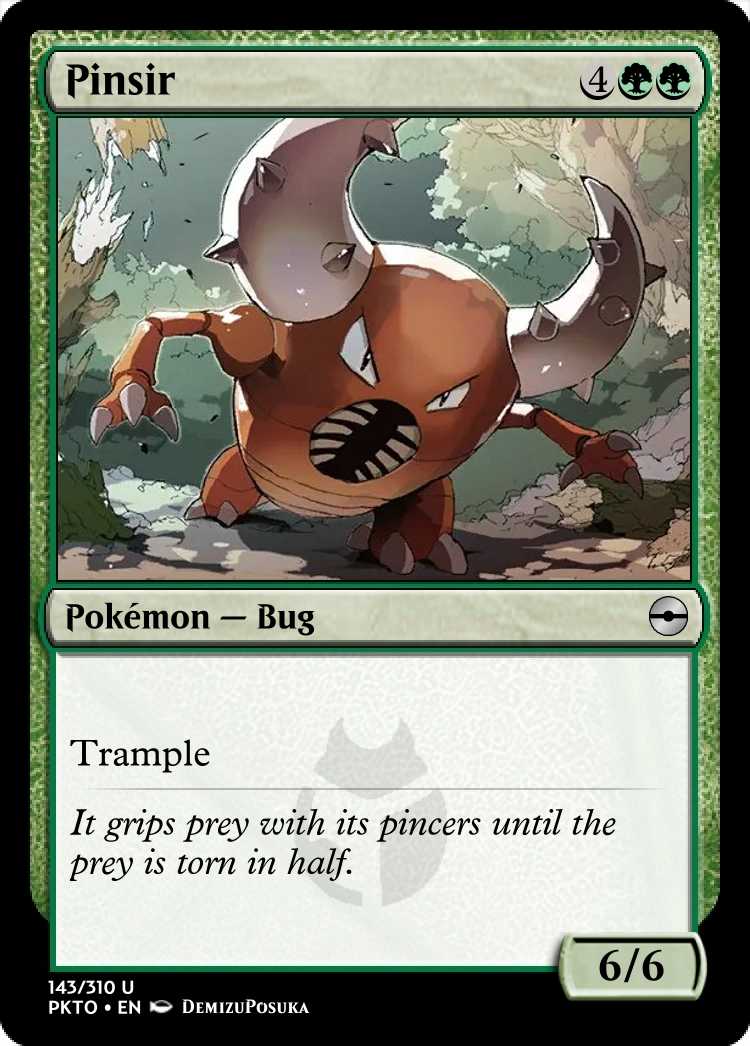 Pinsir 4
Pokémon — Bug
Trample
It grips prey with its pincers until the
prey is torn in half.
6/6
143/310 U
PKTO • EN DemizuPosuka